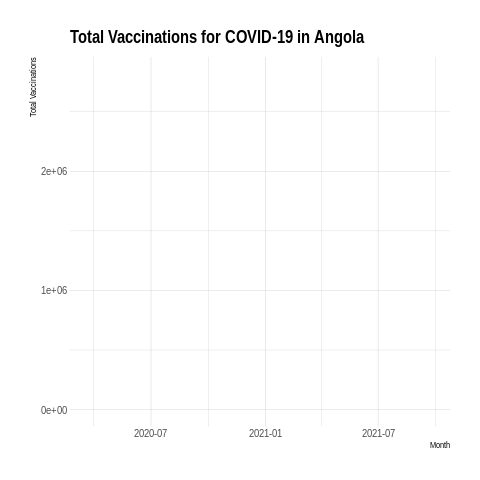 Total Vaccinations for COVID-19 in Angola
Total Vaccinations
2e+06
1e+06
0e+00
2020-07 2021-01 2021-07
Month